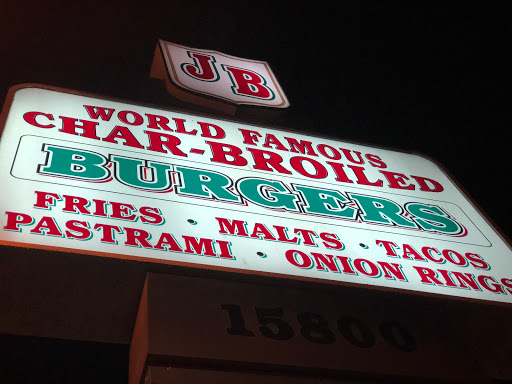 JB
WORLD FAMOUS
CHAR-BROILED
BURGERS
FRIES · MALTS · TACOS
PASTRAMI · ONION RINGS
15800